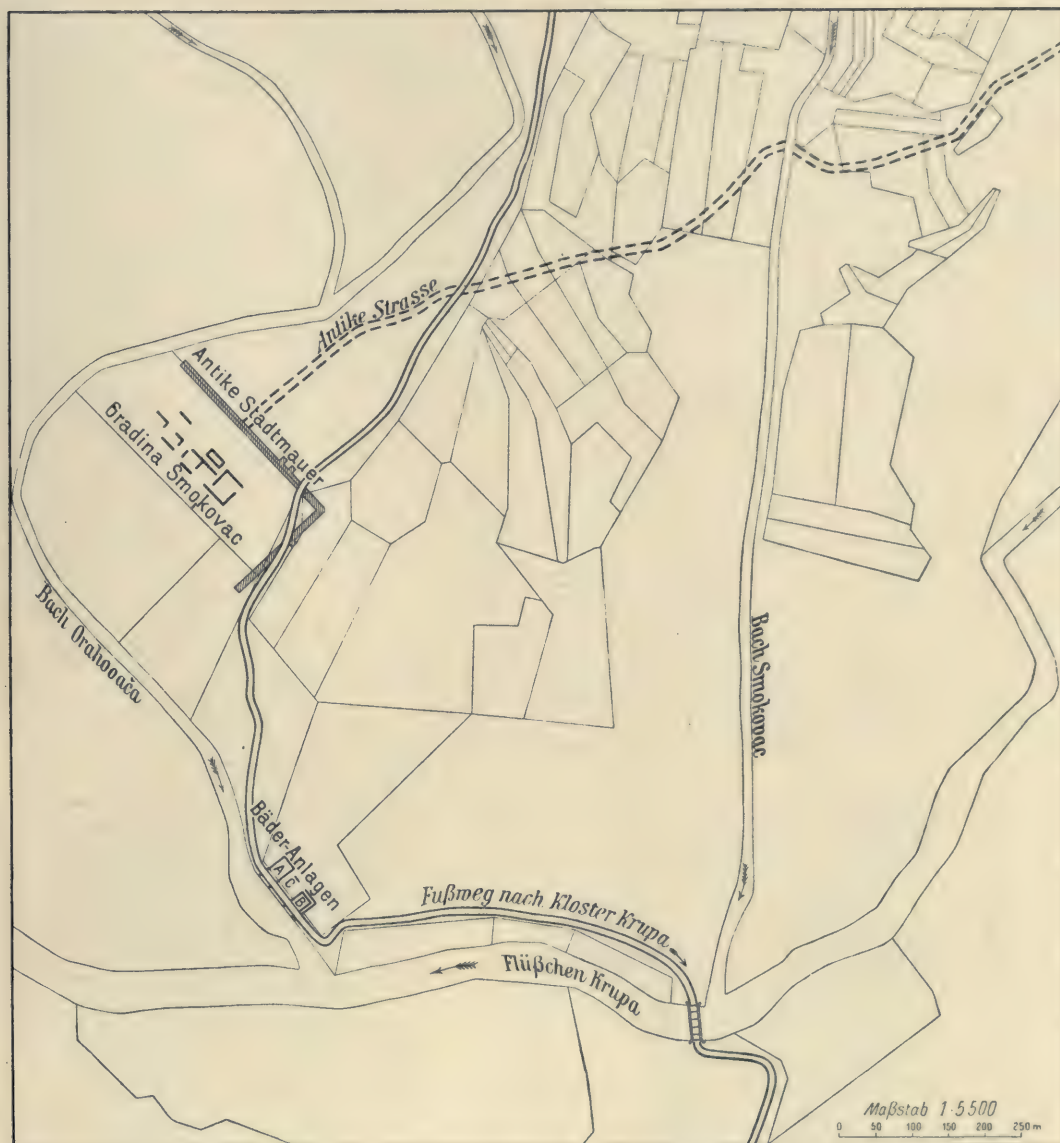 Antike Strasse
Antike Stadtmauer
Gradina Smokovac
Bach Orahovača
Bach Smokovac
Bäder-Anlagen
A
C
B
Fußweg nach Kloster Krupa
Flüßchen Krupa
Maßstab 1:5500
0 50 100 150 200 250 m